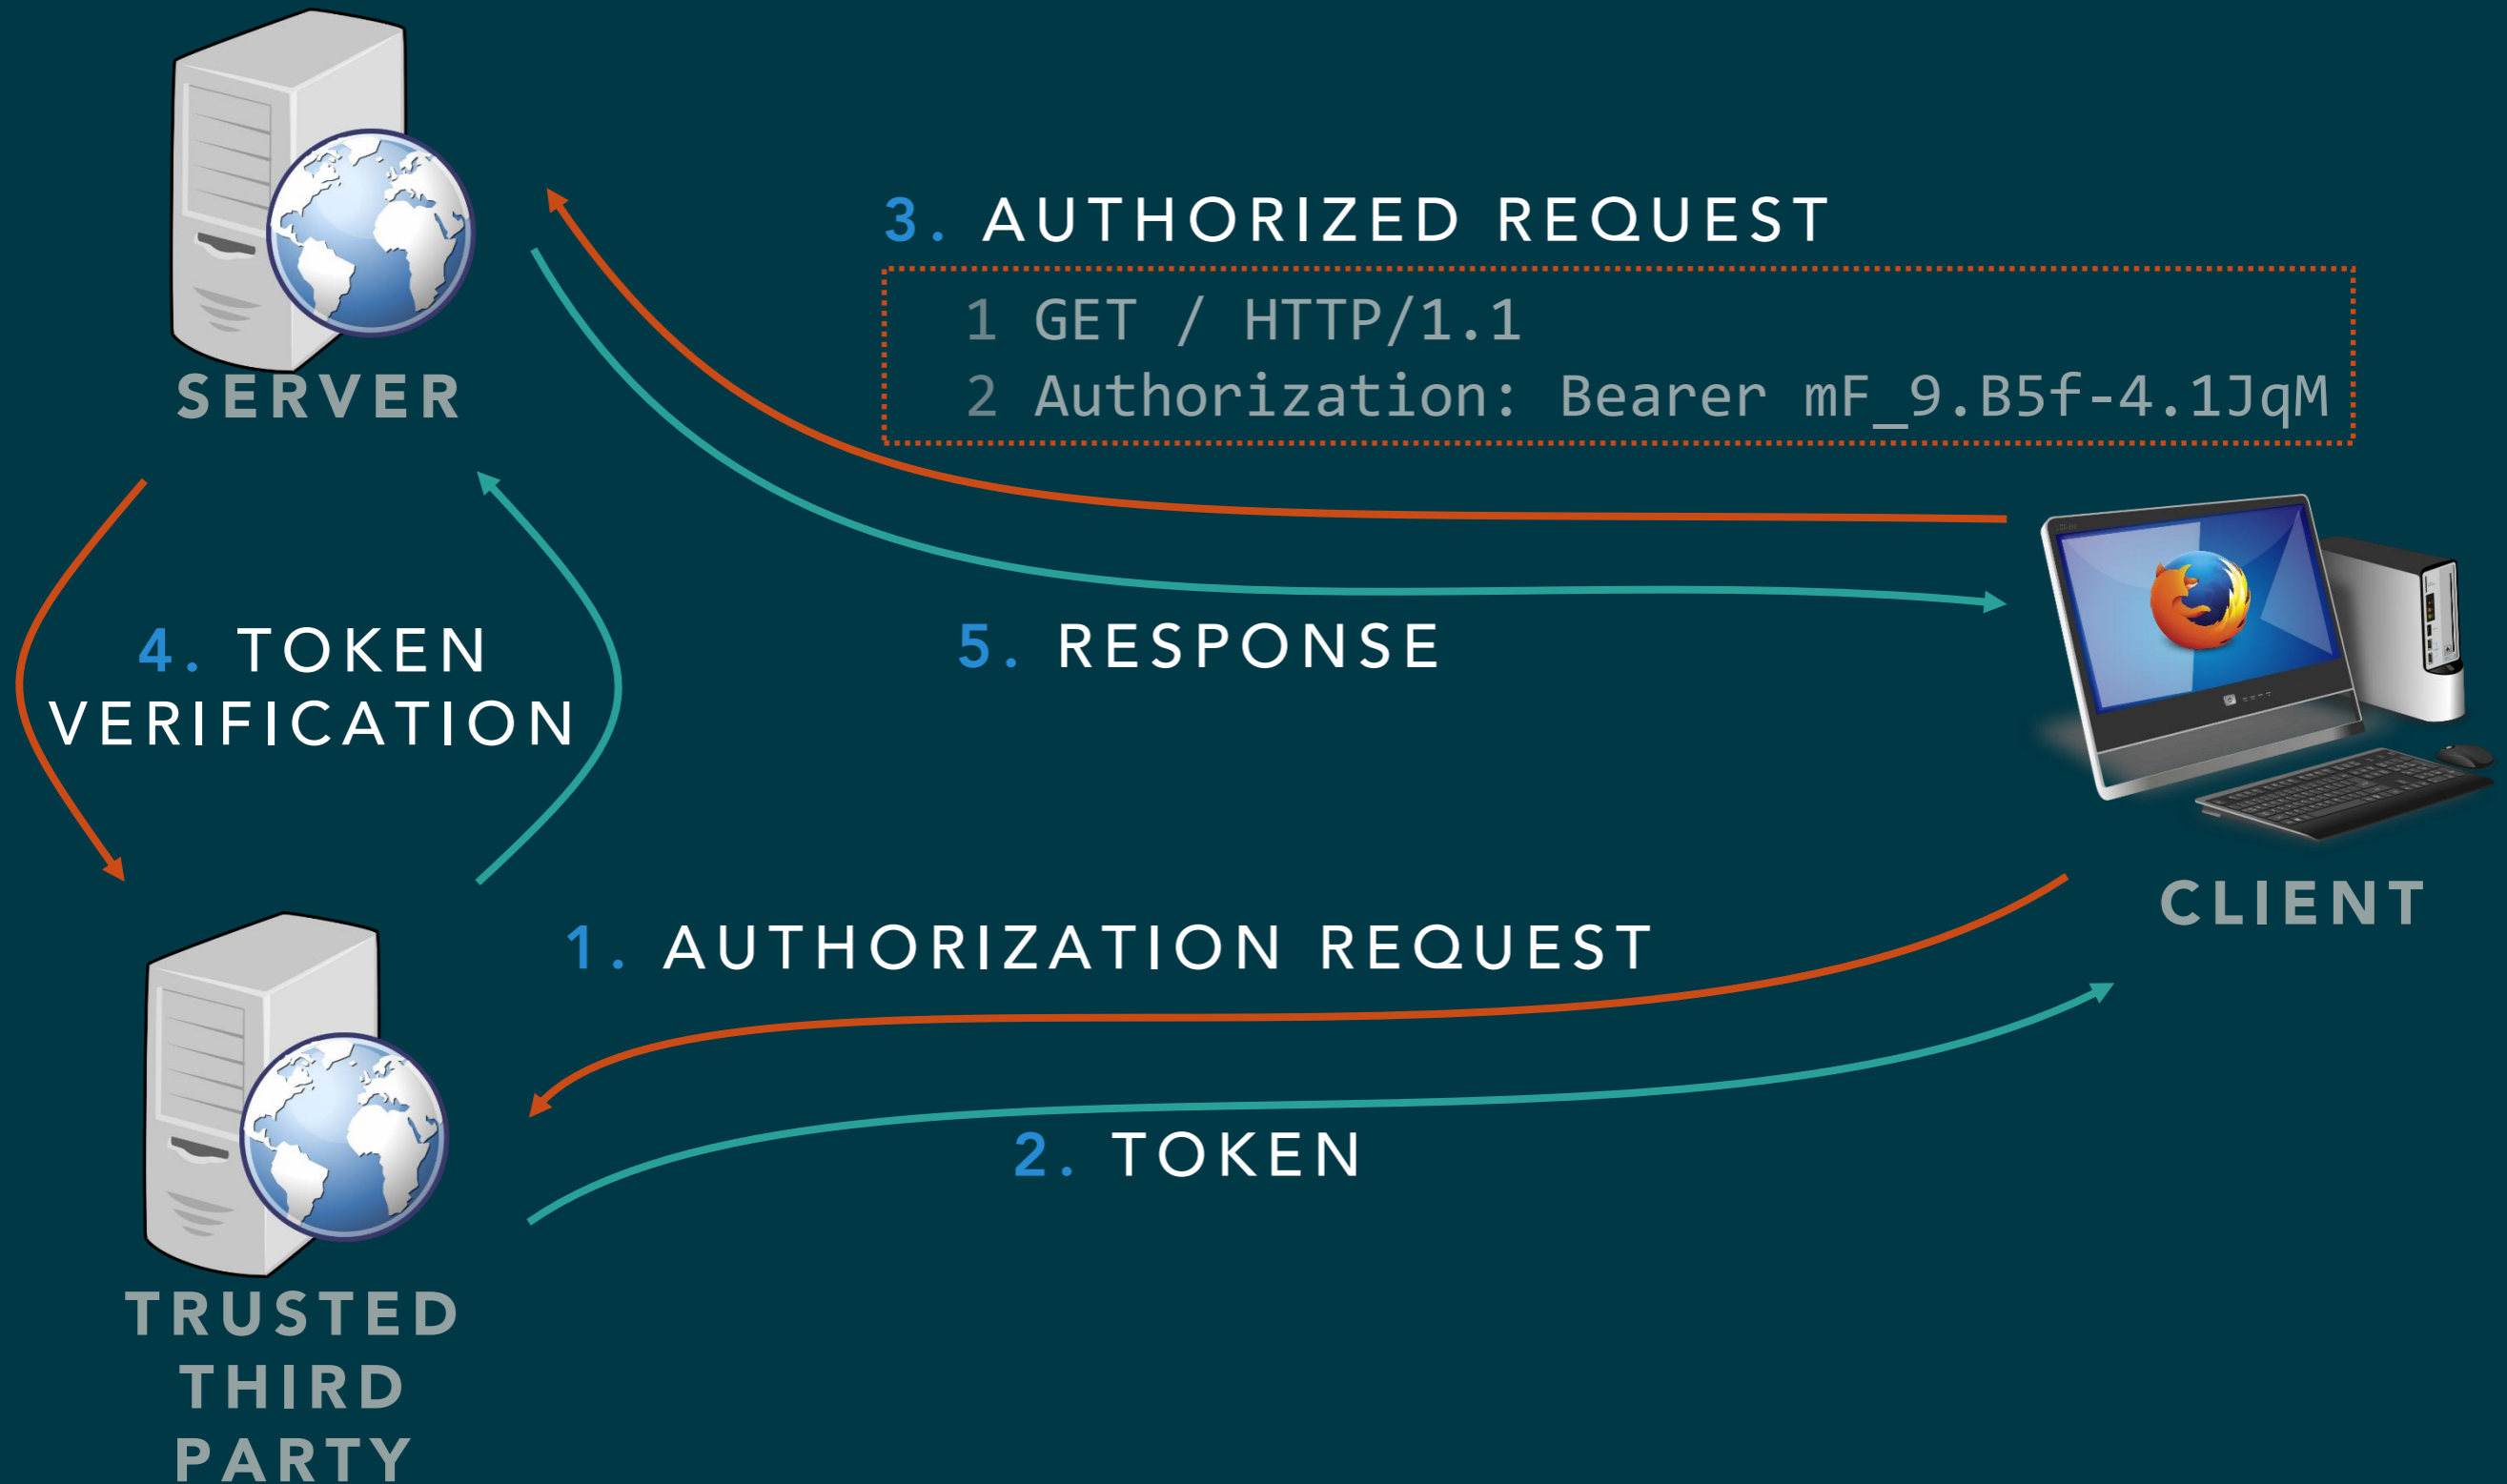 SERVER
3. AUTHORIZED REQUEST
1 GET / HTTP/1.1
2 Authorization: Bearer mF_9.B5f-4.1JqM
4. TOKEN
VERIFICATION
5. RESPONSE
CLIENT
1. AUTHORIZATION REQUEST
2. TOKEN
TRUSTED
THIRD
PARTY